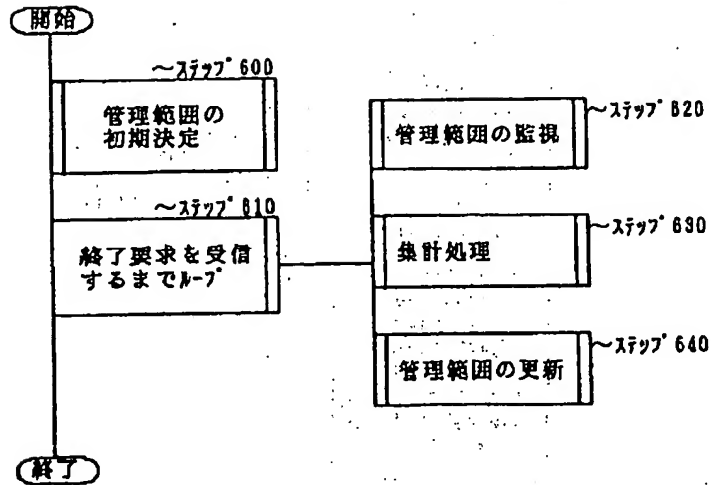 開始
～ステップ600
管理範囲の
初期決定
～ステップ610
終了要求を受信
するまでループ
～ステップ620
管理範囲の監視
～ステップ630
集計処理
～ステップ640
管理範囲の更新
終了